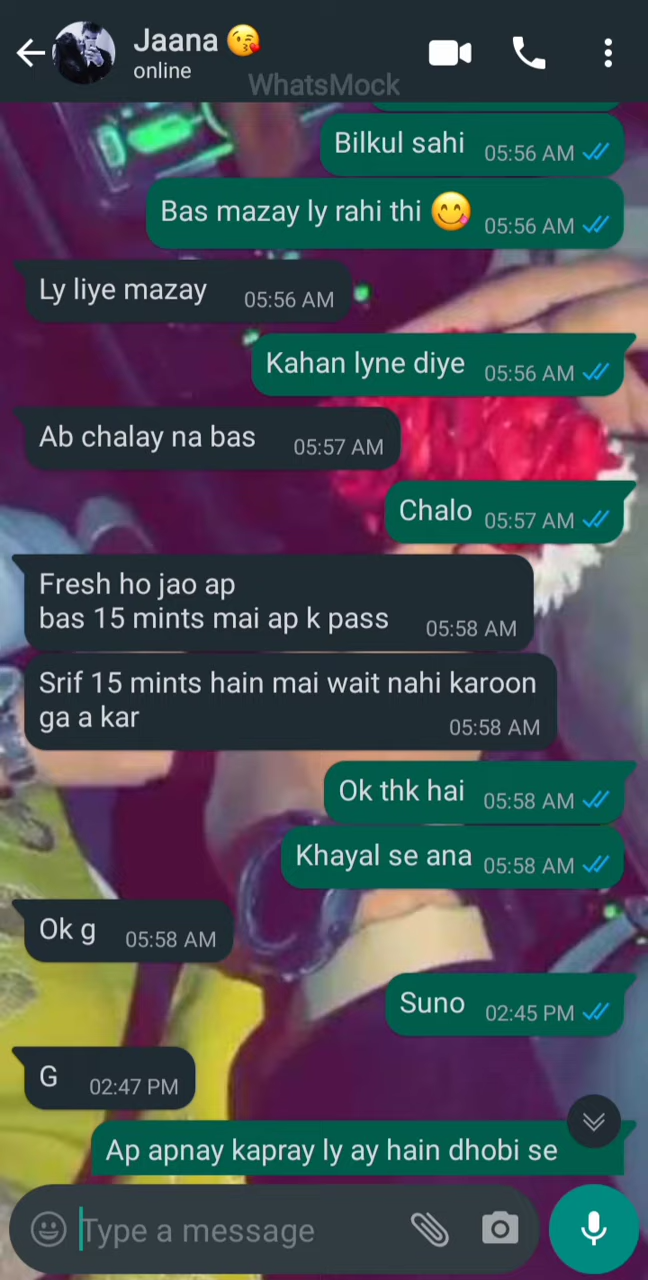 Jaana 😘
online
WhatsMock
Bilkul sahi 05:56 AM
Bas mazay ly rahi thi 😋 05:56 AM
Ly liye mazay 05:56 AM
Kahan lyne diye 05:56 AM
Ab chalay na bas 05:57 AM
Chalo 05:57 AM
Fresh ho jao ap
bas 15 mints mai ap k pass 05:58 AM
Srif 15 mints hain mai wait nahi karoon
ga a kar 05:58 AM
Ok thk hai 05:58 AM
Khayal se ana 05:58 AM
Ok g 05:58 AM
Suno 02:45 PM
G 02:47 PM
Ap apnay kapray ly ay hain dhobi se
Type a message